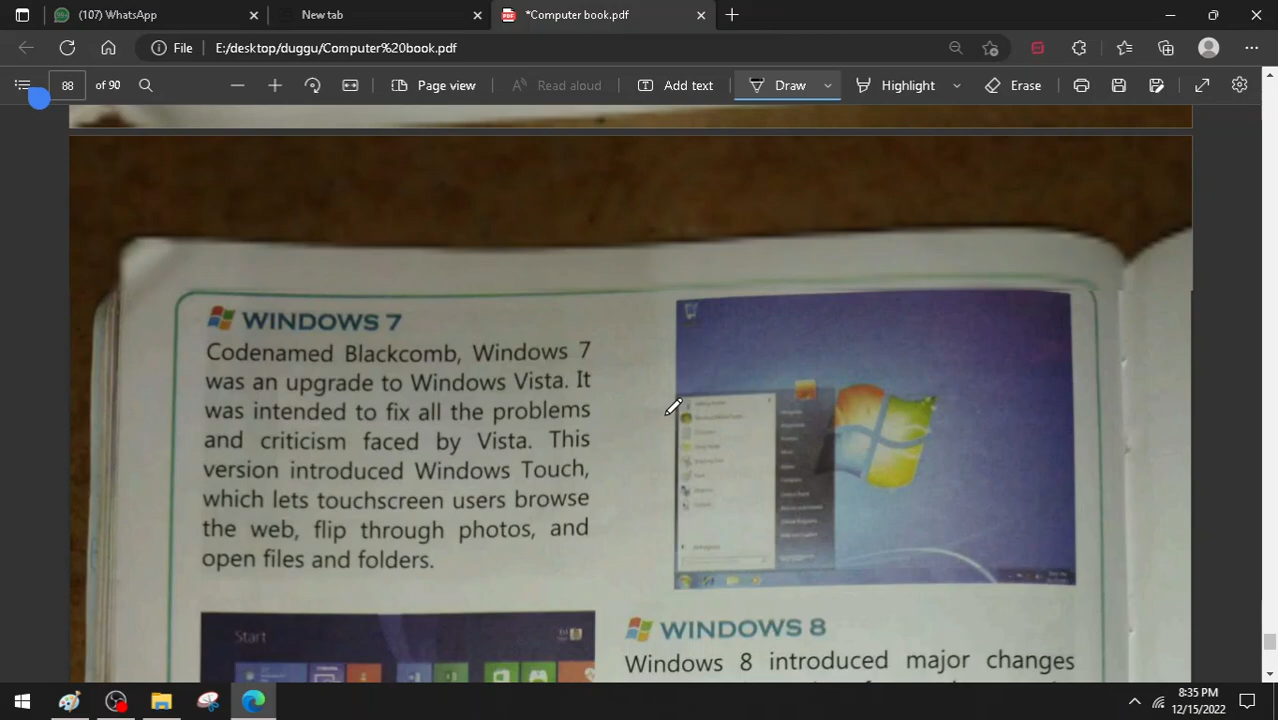 (107) WhatsApp
New tab
*Computer book.pdf
File
E:/desktop/duggu/Computer%20book.pdf
88
of 90
Page view
Read aloud
Add text
Draw
Highlight
Erase
WINDOWS 7
Codenamed Blackcomb, Windows 7
was an upgrade to Windows Vista. It
was intended to fix all the problems
and criticism faced by Vista. This
version introduced Windows Touch,
which lets touchscreen users browse
the web, flip through photos, and
open files and folders.
Start
WINDOWS 8
Windows 8 introduced major changes
8:35 PM
12/15/2022